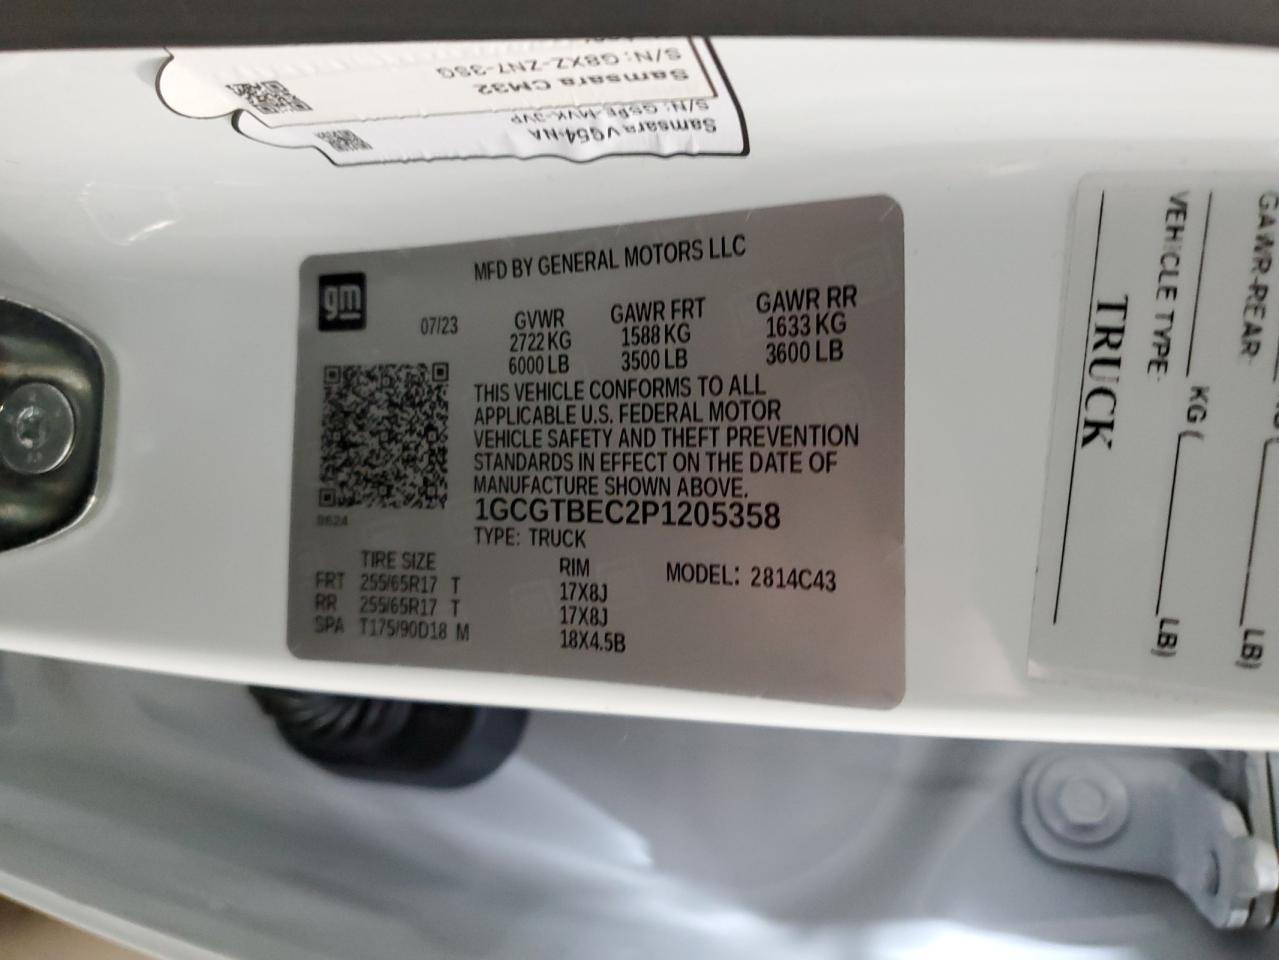 S/N: G8XZ-ZN7-3SG
Samsara CM32
S/N: GSPE-MVK-3VP
Samsara VG54-NA
gm
MFD BY GENERAL MOTORS LLC
07/23
GVWR GAWR FRT GAWR RR
2722 KG 1588 KG 1633 KG
6000 LB 3500 LB 3600 LB
THIS VEHICLE CONFORMS TO ALL
APPLICABLE U.S. FEDERAL MOTOR
VEHICLE SAFETY AND THEFT PREVENTION
STANDARDS IN EFFECT ON THE DATE OF
MANUFACTURE SHOWN ABOVE.
1GCGTBEC2P1205358
TYPE: TRUCK
TIRE SIZE RIM MODEL: 2814C43
FRT 255/65R17 T 17X8J
RR 255/65R17 T 17X8J
SPA T175/90D18 M 18X4.5B
GAWR-REAR LB)
KG ( LB)
VEHICLE TYPE
TRUCK